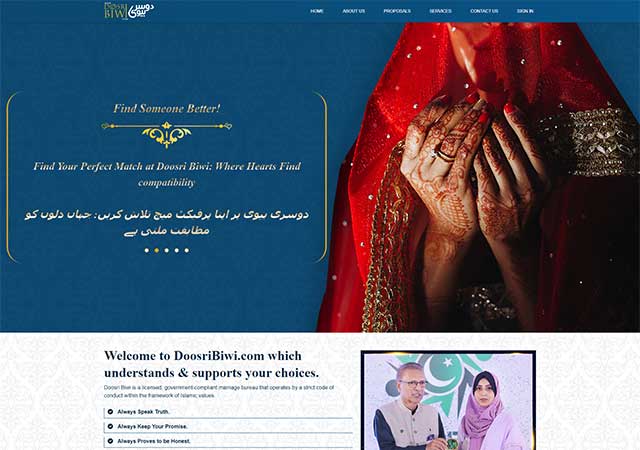 DOOSRI
BIWI
دوسری
بیوی
HOME ABOUT US PROPOSALS SERVICES CONTACT US SIGN IN
Find Someone Better!
Find Your Perfect Match at Doosri Biwi: Where Hearts Find
compatibility
دوسری بیوی پر اپنا پرفیکٹ میچ تلاش کریں: جہاں دلوں کو
مطابقت ملتی ہے
Welcome to DoosriBiwi.com which
understands & supports your choices.
Doosri Biwi is a licensed, government-compliant marriage bureau that operates by a strict code of
conduct within the framework of Islamic values.
Always Speak Truth.
Always Keep Your Promise.
Always Proves to be Honest.